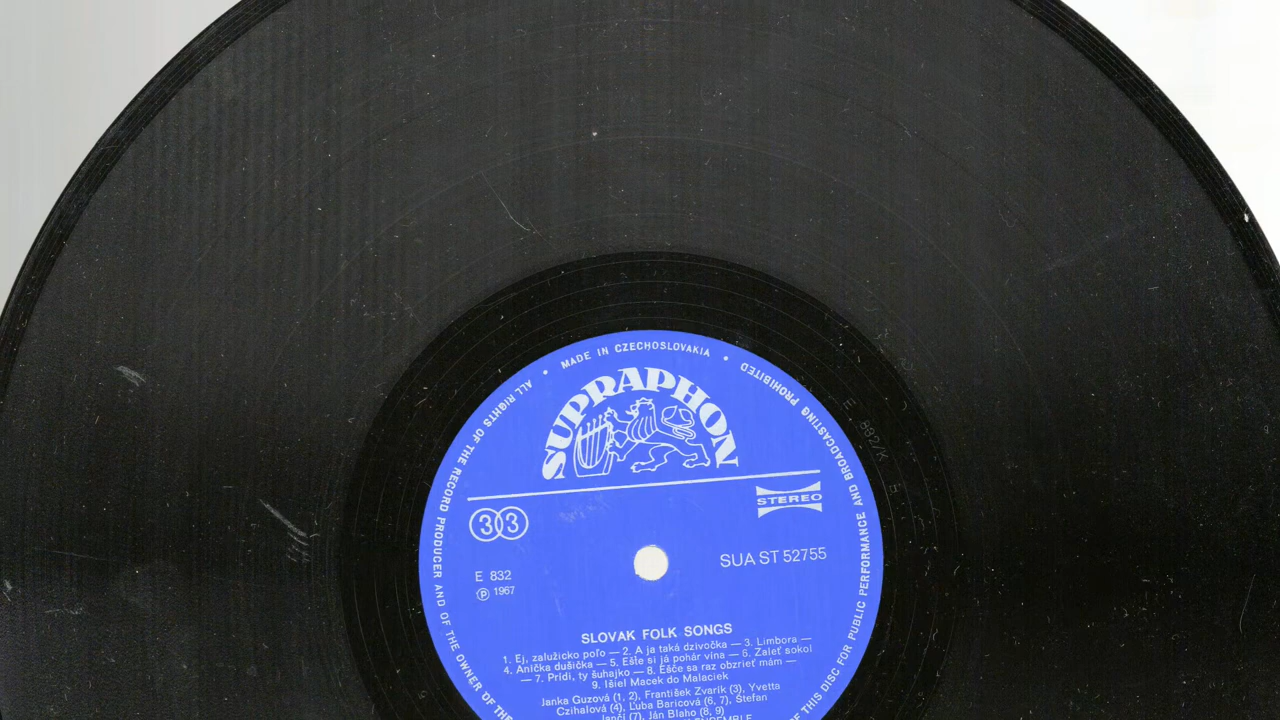 ALL RIGHTS OF THE RECORD PRODUCER AND OF THE OWNER OF THE
• MADE IN CZECHOSLOVAKIA •
OF THIS DISC FOR PUBLIC PERFORMANCE AND BROADCASTING PROHIBITED
SUPRAPHON
33
STEREO
SUA ST 52755
E 832
Ⓟ 1967
E 832/K
SLOVAK FOLK SONGS
1. Ej, zalužicko poľo — 2. A ja taká dzivočka — 3. Limbora —
4. Anička dušička — 5. Ešte si já pohár vína — 6. Zaleť sokol
— 7. Pridi, ty šuhajko — 8. Ešče sa raz obzrieť mám —
9. Išiel Macek do Malaciek
Janka Guzová (1, 2), František Zvarík (3), Yvetta
Czihalová (4), Ľuba Baricová (6, 7), Štefan
Jančí (7), Ján Blaho (8, 9)
ENSEMBLE